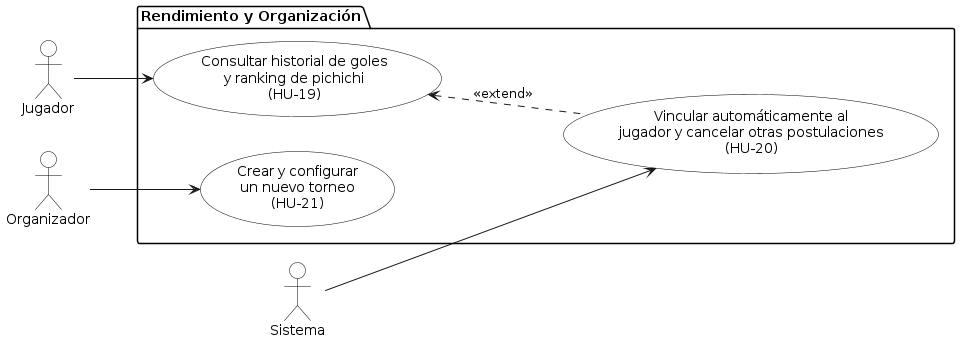 Rendimiento y Organización
Jugador
Consultar historial de goles
y ranking de pichichi
(HU-19)
«extend»
Vincular automáticamente al
jugador y cancelar otras postulaciones
(HU-20)
Organizador
Crear y configurar
un nuevo torneo
(HU-21)
Sistema